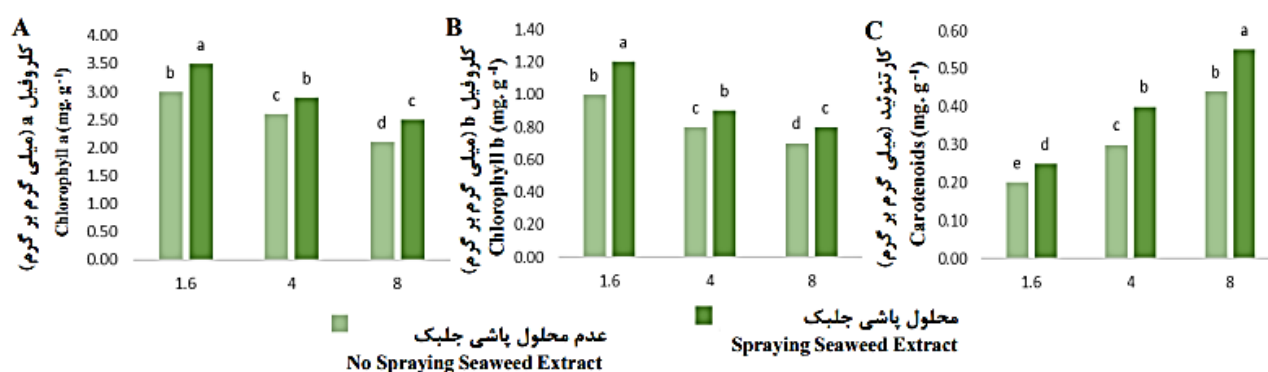 A
کلروفیل a (میلی گرم بر گرم)
Chlorophyll a (mg. g⁻¹)
4.00
3.50
3.00
2.50
2.00
1.50
1.00
0.50
0.00
b
a
c
b
d
c
1.6
4
8
B
کلروفیل b (میلی گرم بر گرم)
Chlorophyll b (mg. g⁻¹)
1.40
1.20
1.00
0.80
0.60
0.40
0.20
0.00
b
a
c
b
d
c
1.6
4
8
C
کارتنوئید (میلی گرم بر گرم)
Carotenoids (mg. g⁻¹)
0.60
0.50
0.40
0.30
0.20
0.10
0.00
e
d
c
b
b
a
1.6
4
8
عدم محلول پاشی جلبک
No Spraying Seaweed Extract
محلول پاشی جلبک
Spraying Seaweed Extract